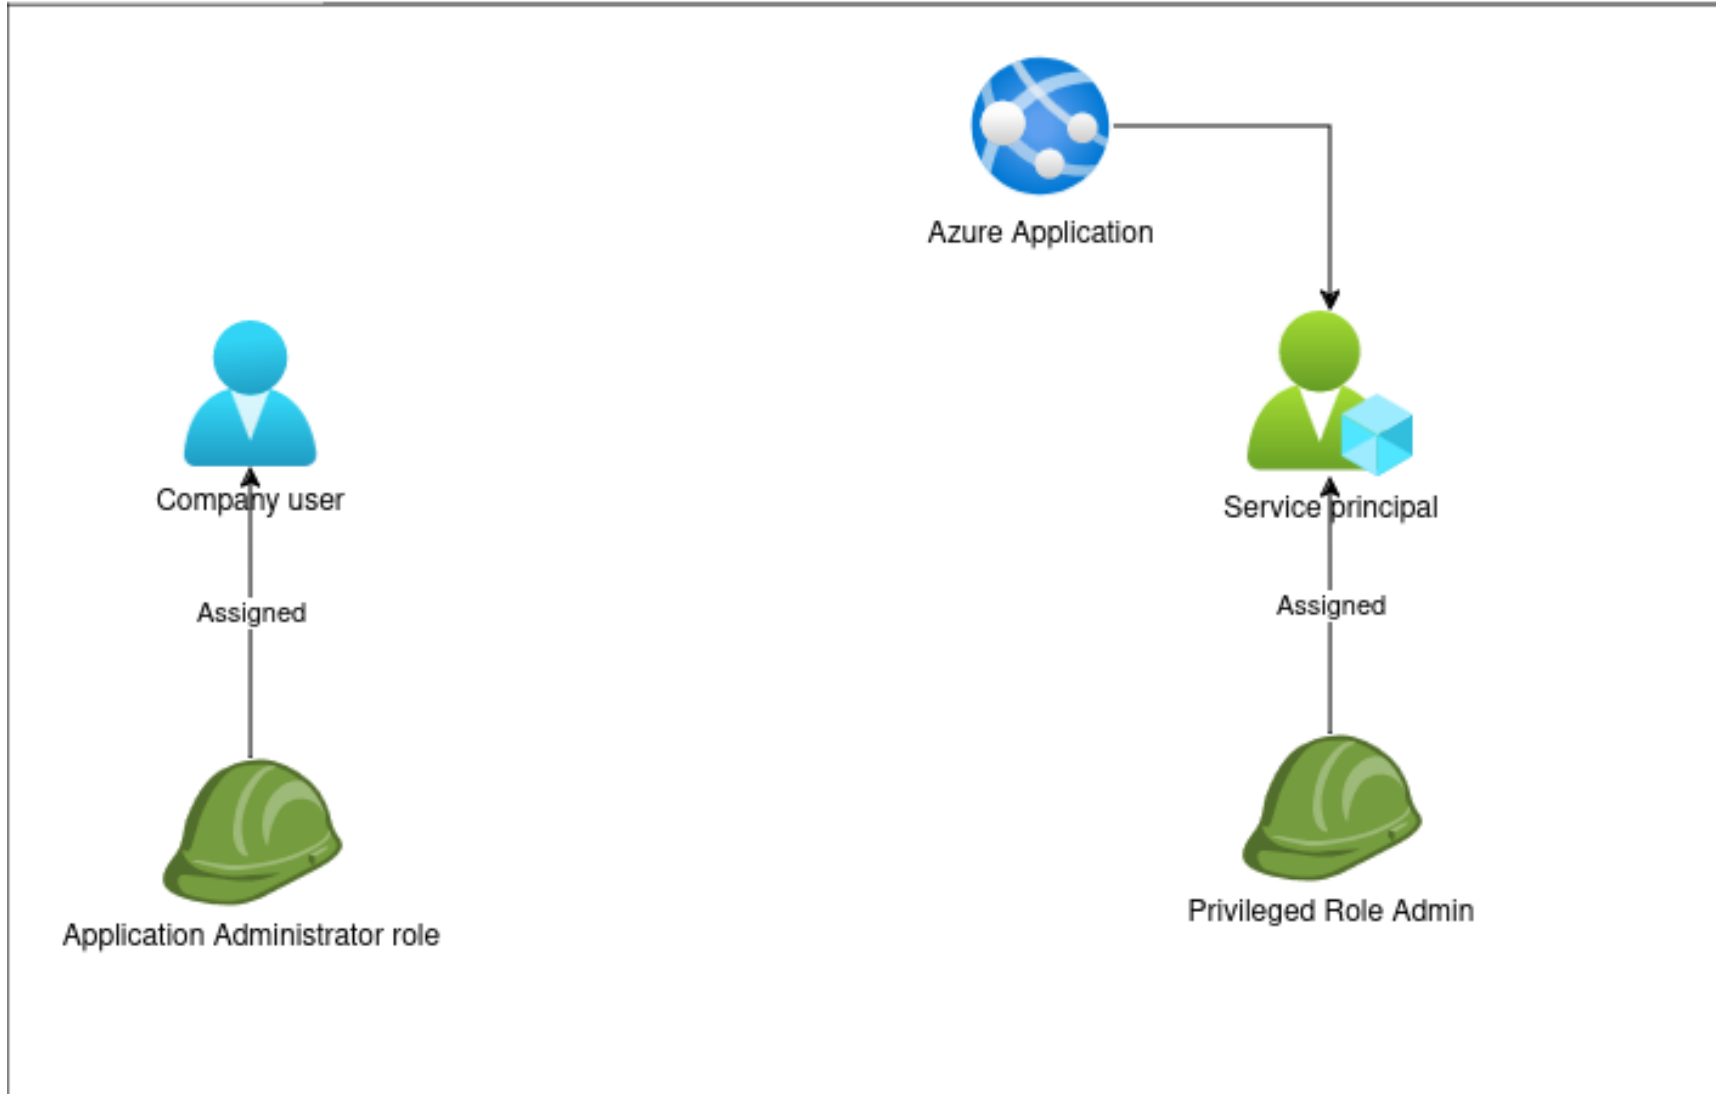 Azure Application
Company user
Service principal
Assigned
Assigned
Application Administrator role
Privileged Role Admin